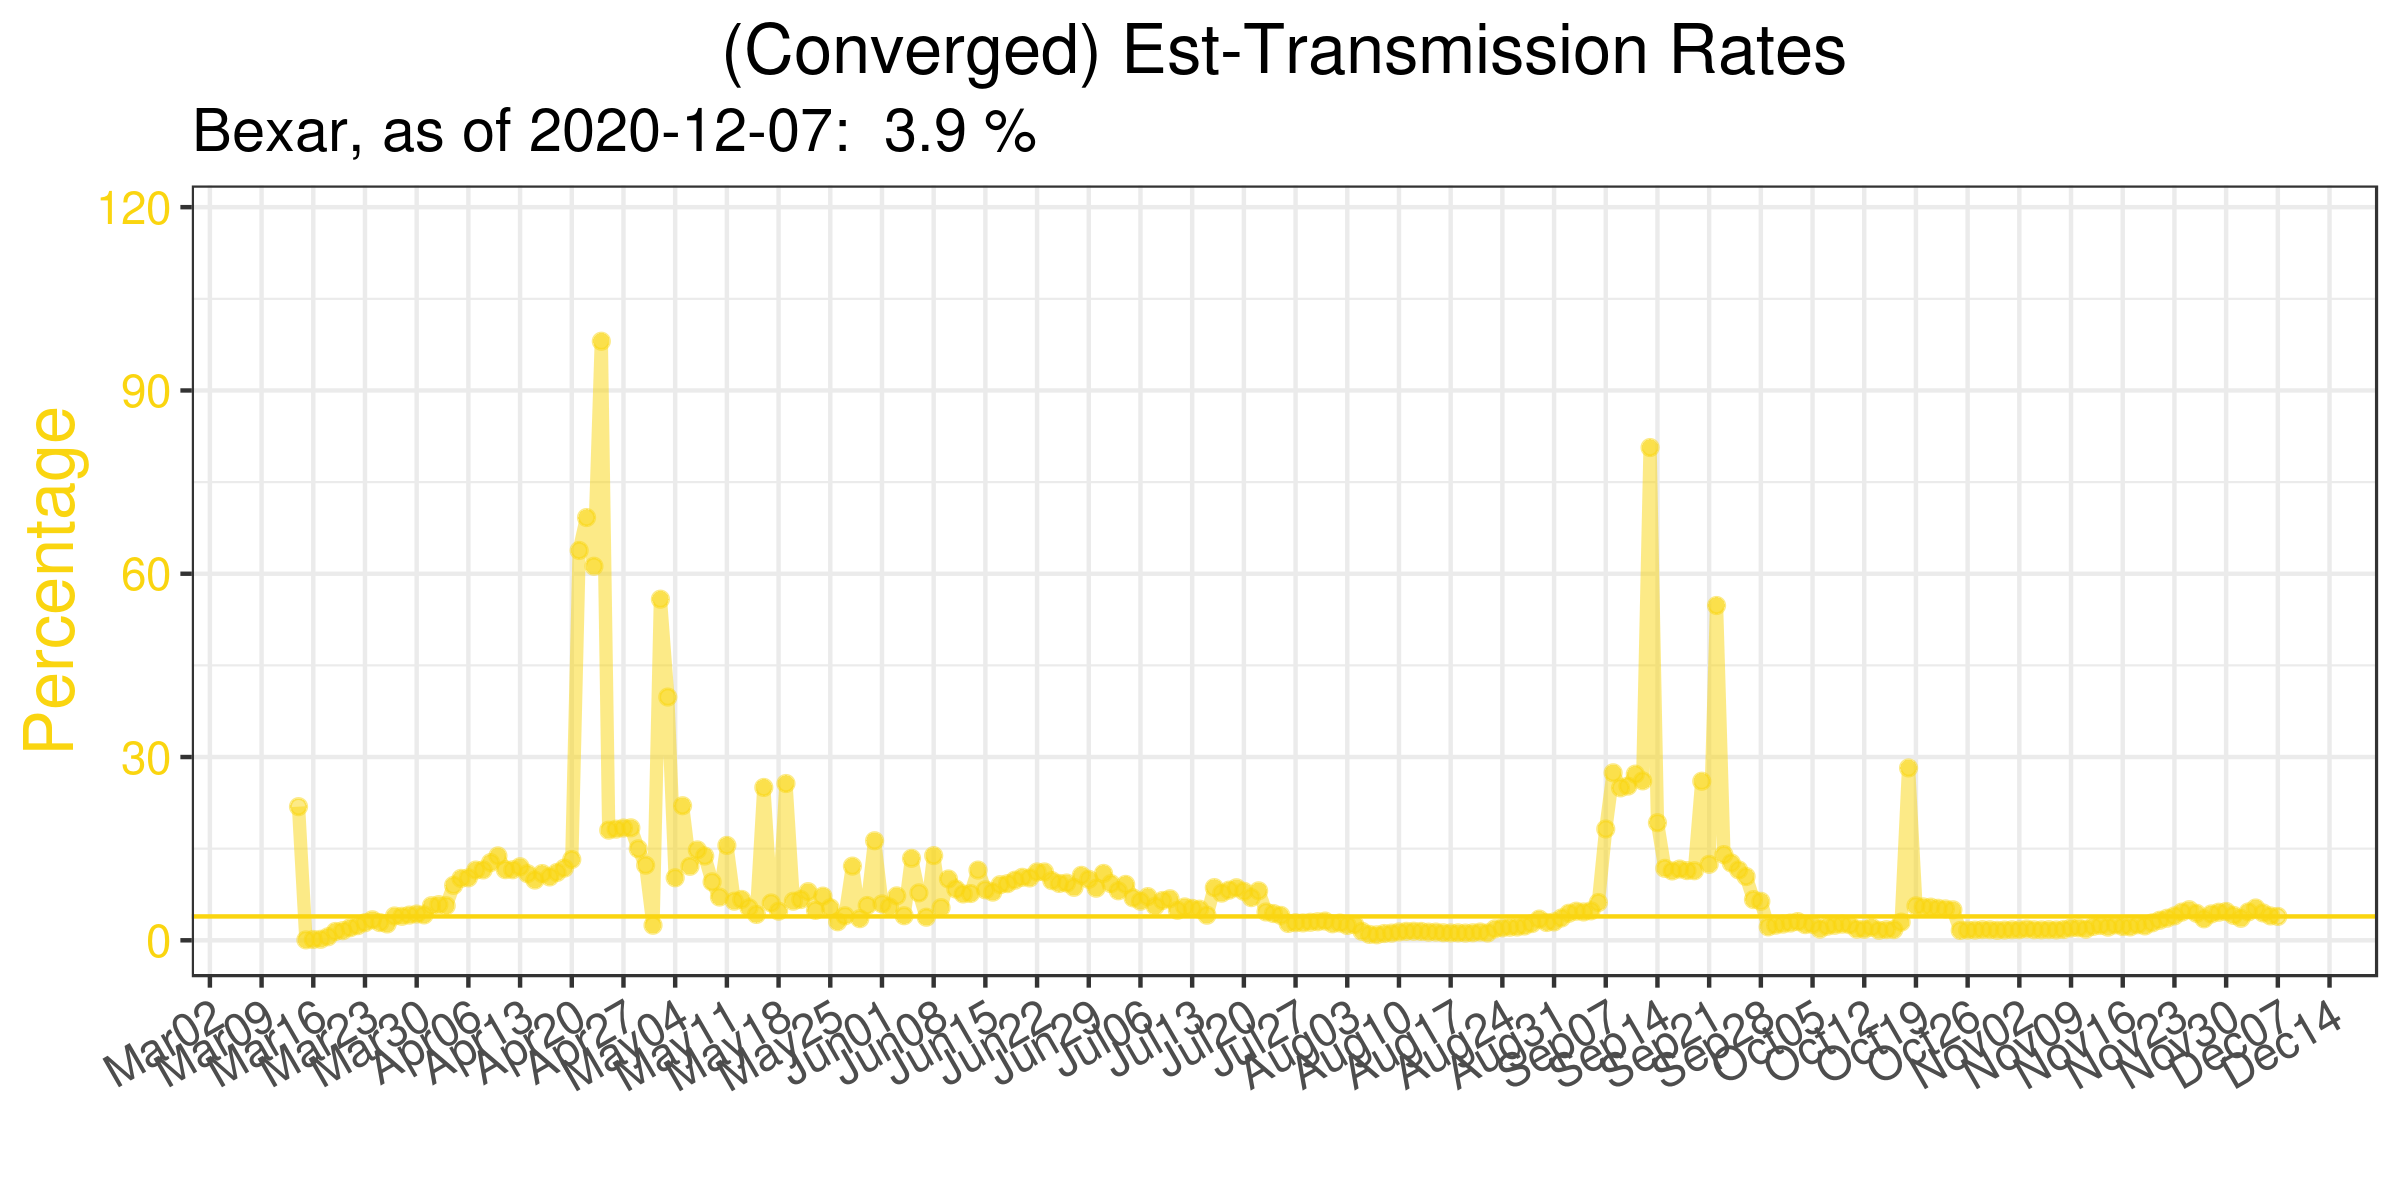 (Converged) Est-Transmission Rates
Bexar, as of 2020-12-07:  3.9 %
Percentage
120
90
60
30
0
Mar02
Mar09
Mar16
Mar23
Mar30
Apr06
Apr13
Apr20
Apr27
May04
May11
May18
May25
Jun01
Jun08
Jun15
Jun22
Jun29
Jul06
Jul13
Jul20
Jul27
Aug03
Aug10
Aug17
Aug24
Aug31
Sep07
Sep14
Sep21
Sep28
Oct05
Oct12
Oct19
Oct26
Nov02
Nov09
Nov16
Nov23
Nov30
Dec07
Dec14